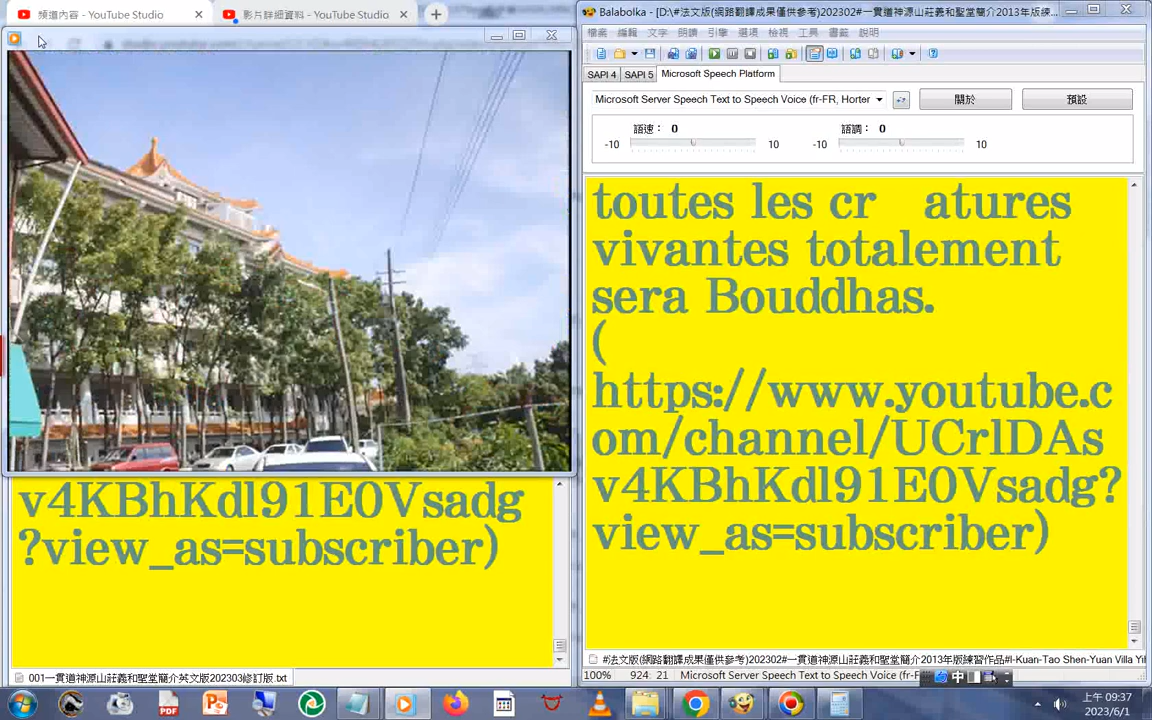 頻道內容 - YouTube Studio
影片詳細資料 - YouTube Studio
Balabolka - [D:\#法文版(網路翻譯成果僅供參考)202302#一貫道神源山莊義和聖堂簡介2013年版練...
檔案 編輯 文字 朗讀 引擎 選項 檢視 工具 書籤 說明
SAPI 4 SAPI 5 Microsoft Speech Platform
Microsoft Server Speech Text to Speech Voice (fr-FR, Horter
關於 預設
語速： 0 語調： 0
-10 10 -10 10
toutes les cr atures
vivantes totalement
sera Bouddhas.
(
https://www.youtube.c
om/channel/UCrlDAs
v4KBhKdl91E0Vsadg?
view_as=subscriber)
v4KBhKdl91E0Vsadg
?view_as=subscriber)
001一貫道神源山莊義和聖堂簡介英文版202303修訂版.txt
#法文版(網路翻譯成果僅供參考)202302#一貫道神源山莊義和聖堂簡介2013年版練習作品#I-Kuan-Tao Shen-Yuan Villa Yi
100% 924: 21 Microsoft Server Speech Text to Speech Voice (fr-F
中
PDF
上午 09:37
2023/6/1